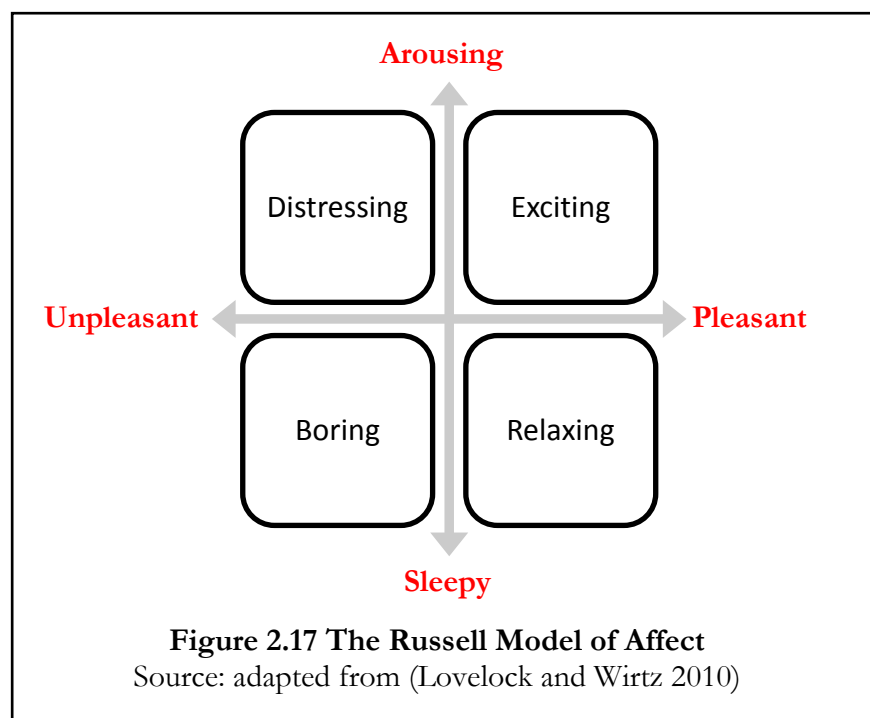 Arousing
Distressing Exciting
Unpleasant Pleasant
Boring Relaxing
Sleepy
Figure 2.17 The Russell Model of Affect
Source: adapted from (Lovelock and Wirtz 2010)